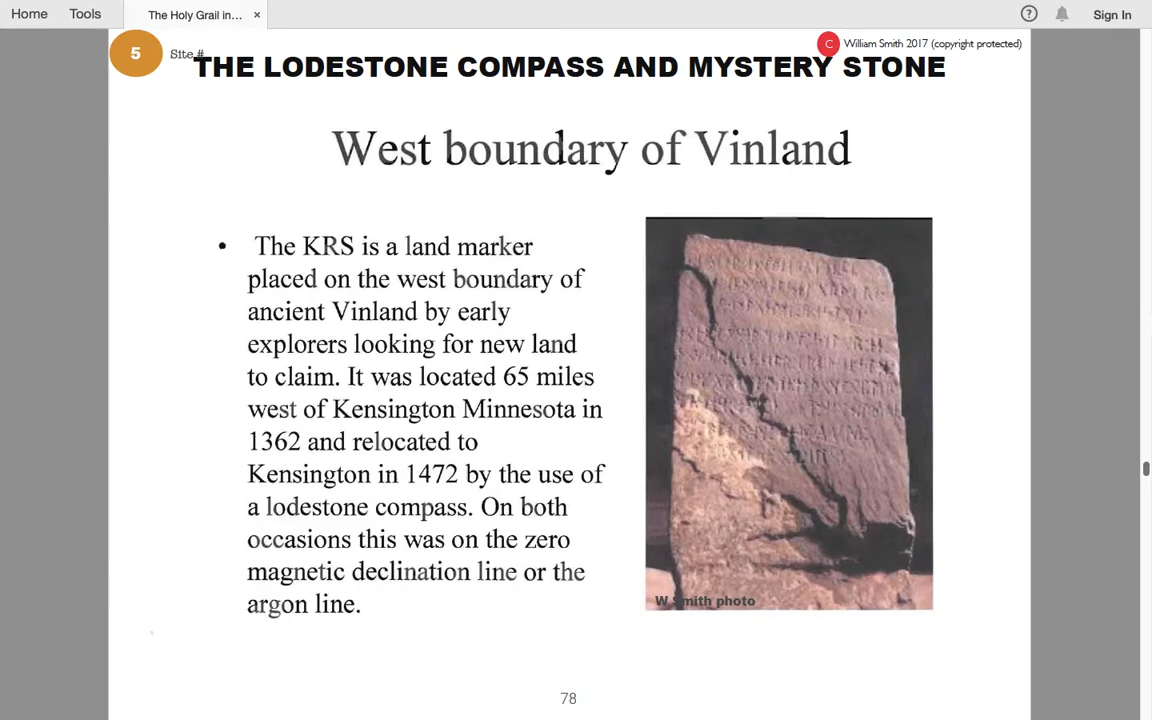 Home Tools The Holy Grail in... × ? Sign In
5 Site # C William Smith 2017 (copyright protected)
THE LODESTONE COMPASS AND MYSTERY STONE
West boundary of Vinland
• The KRS is a land marker
placed on the west boundary of
ancient Vinland by early
explorers looking for new land
to claim. It was located 65 miles
west of Kensington Minnesota in
1362 and relocated to
Kensington in 1472 by the use of
a lodestone compass. On both
occasions this was on the zero
magnetic declination line or the
argon line.
W Smith photo
78